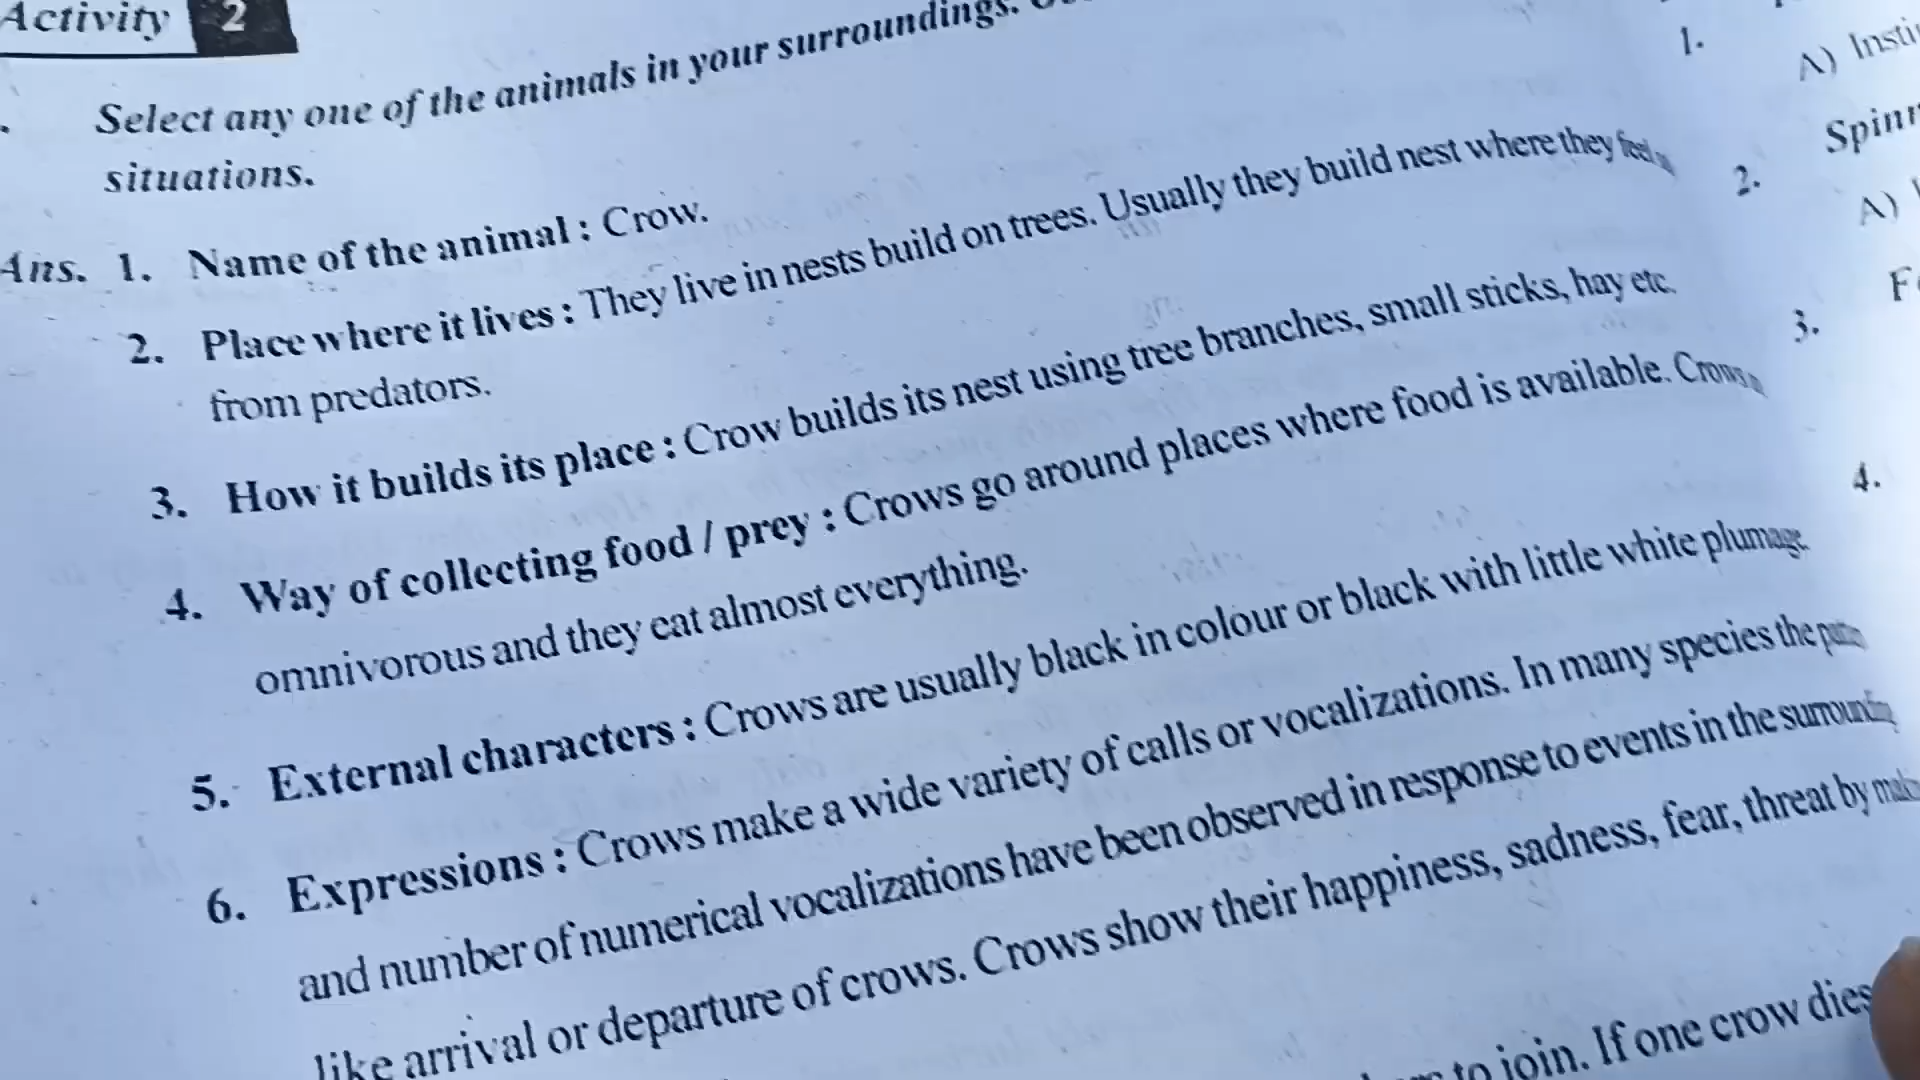 Activity 2
Select any one of the animals in your surroundings.
situations.
Ans. 1. Name of the animal : Crow.
2. Place where it lives : They live in nests build on trees. Usually they build nest where they feel
from predators.
3. How it builds its place : Crow builds its nest using tree branches, small sticks, hay etc.
4. Way of collecting food / prey : Crows go around places where food is available. Crows
omnivorous and they eat almost everything.
5. External characters : Crows are usually black in colour or black with little white plumage.
6. Expressions : Crows make a wide variety of calls or vocalizations. In many species the
and number of numerical vocalizations have been observed in response to events in the surrounding
like arrival or departure of crows. Crows show their happiness, sadness, fear, threat by
to join. If one crow dies
1.
A)
2.
A)
3.
4.